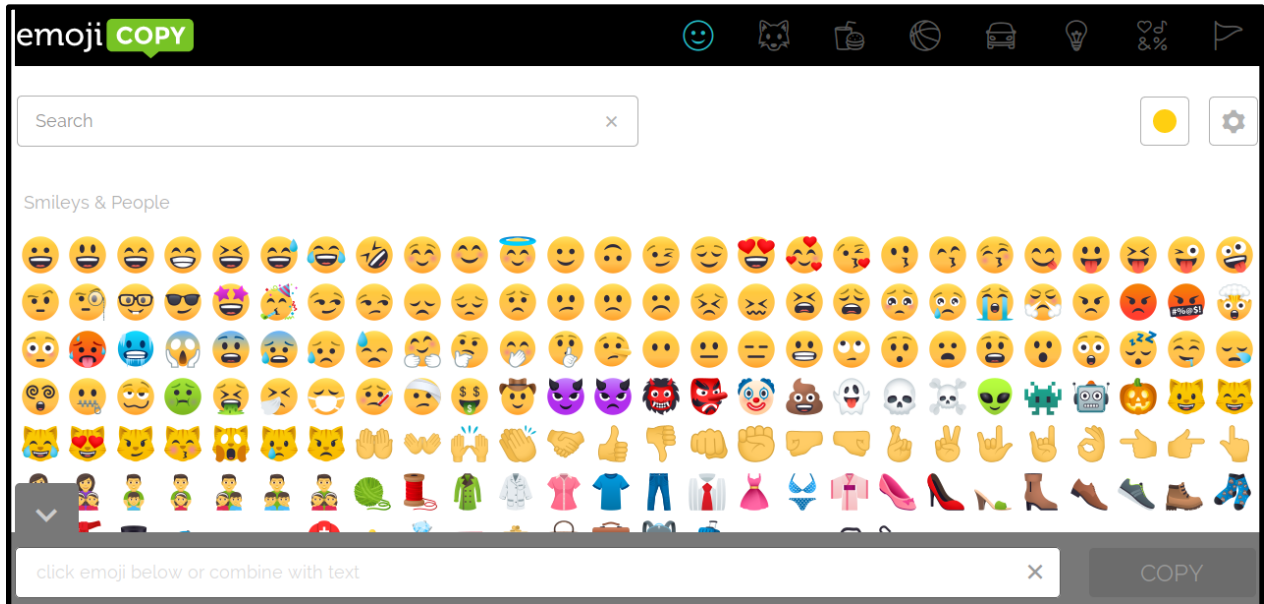 emoji COPY
Search
Smileys & People
#%@$!
click emoji below or combine with text
COPY